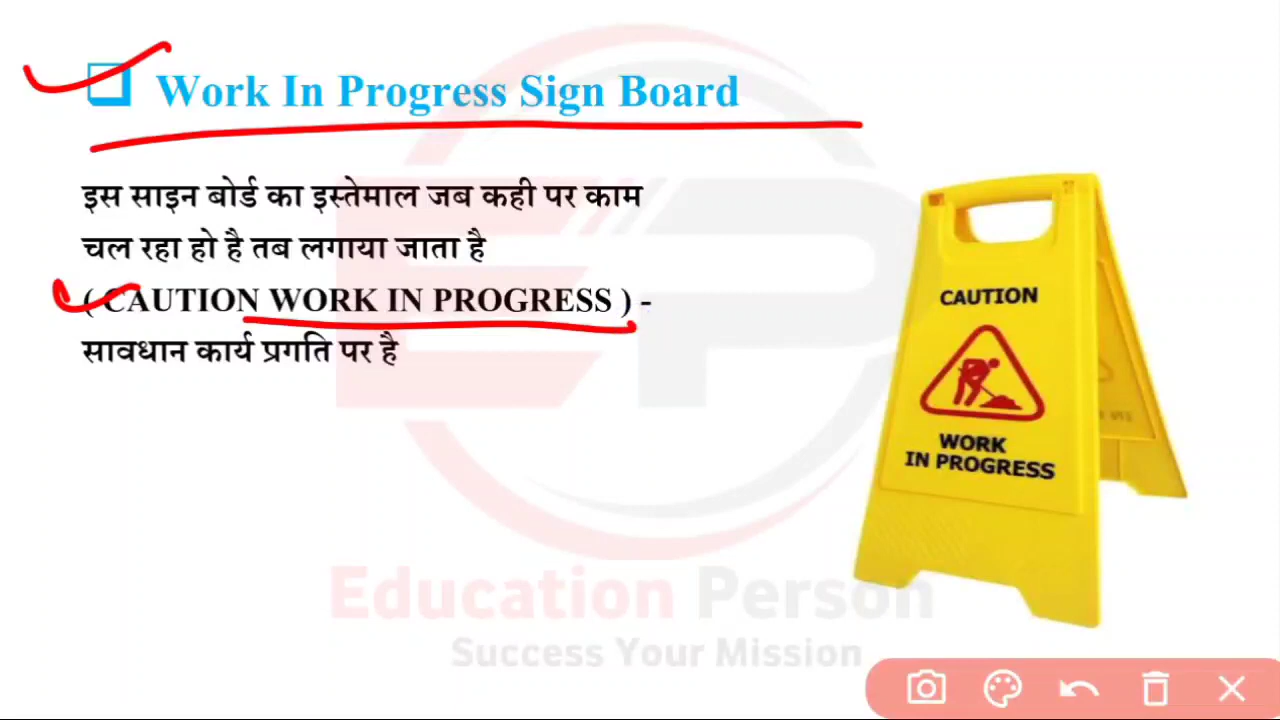 Work In Progress Sign Board
इस साइन बोर्ड का इस्तेमाल जब कही पर काम
चल रहा हो है तब लगाया जाता है
( CAUTION WORK IN PROGRESS ) -
सावधान कार्य प्रगति पर है
CAUTION
WORK
IN PROGRESS
EP
Education Person
Success Your Mission